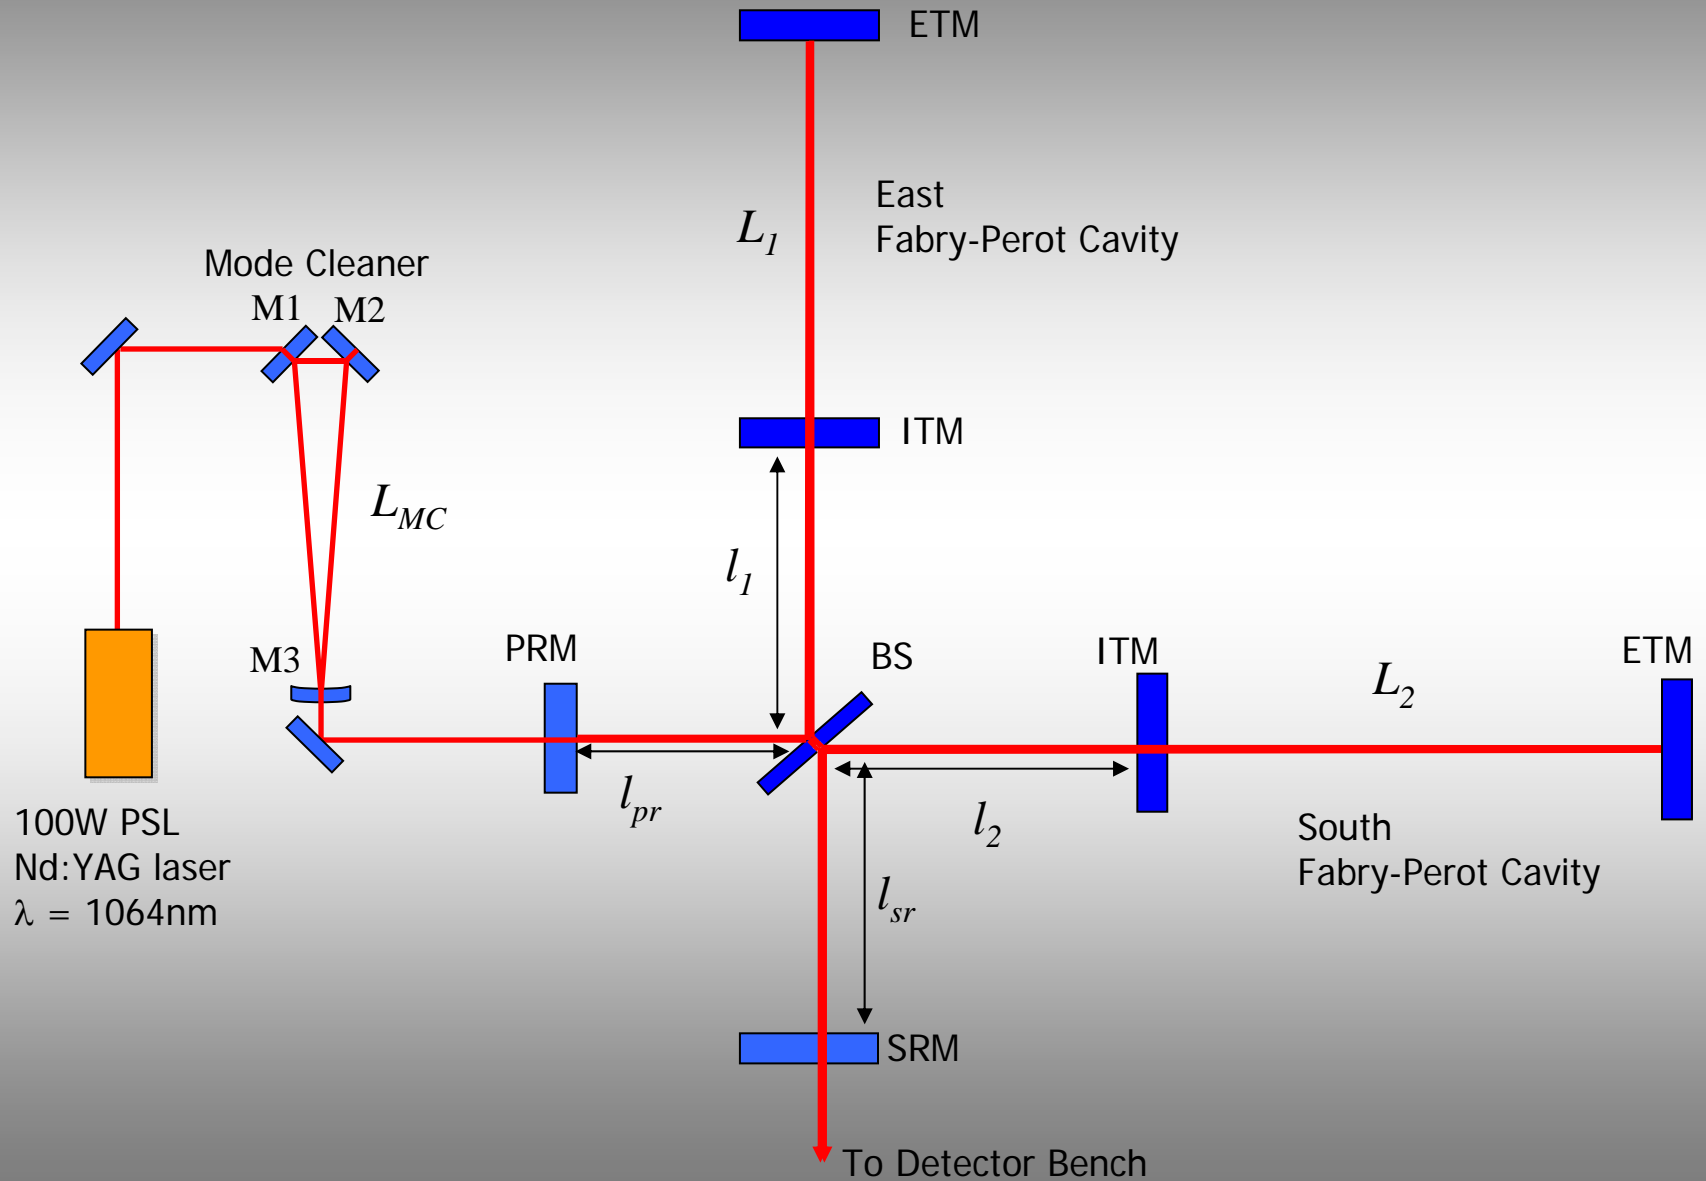 ETM
East
Fabry-Perot Cavity
L1
Mode Cleaner
M1 M2
ITM
LMC
l1
M3
PRM
BS
ITM
ETM
L2
lpr
l2
100W PSL
Nd:YAG laser
λ = 1064nm
South
Fabry-Perot Cavity
lsr
SRM
To Detector Bench